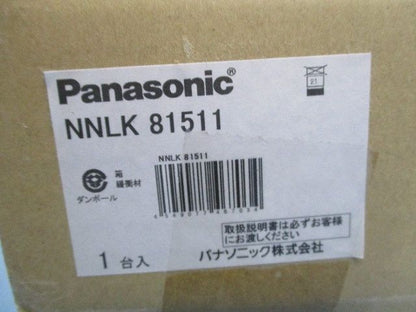 Panasonic®
NNLK 81511
21
NNLK 81511
箱
緩衝材
ダンボール
取扱説明書は必ずお客様
にお渡しください
1台入
パナソニック株式会社